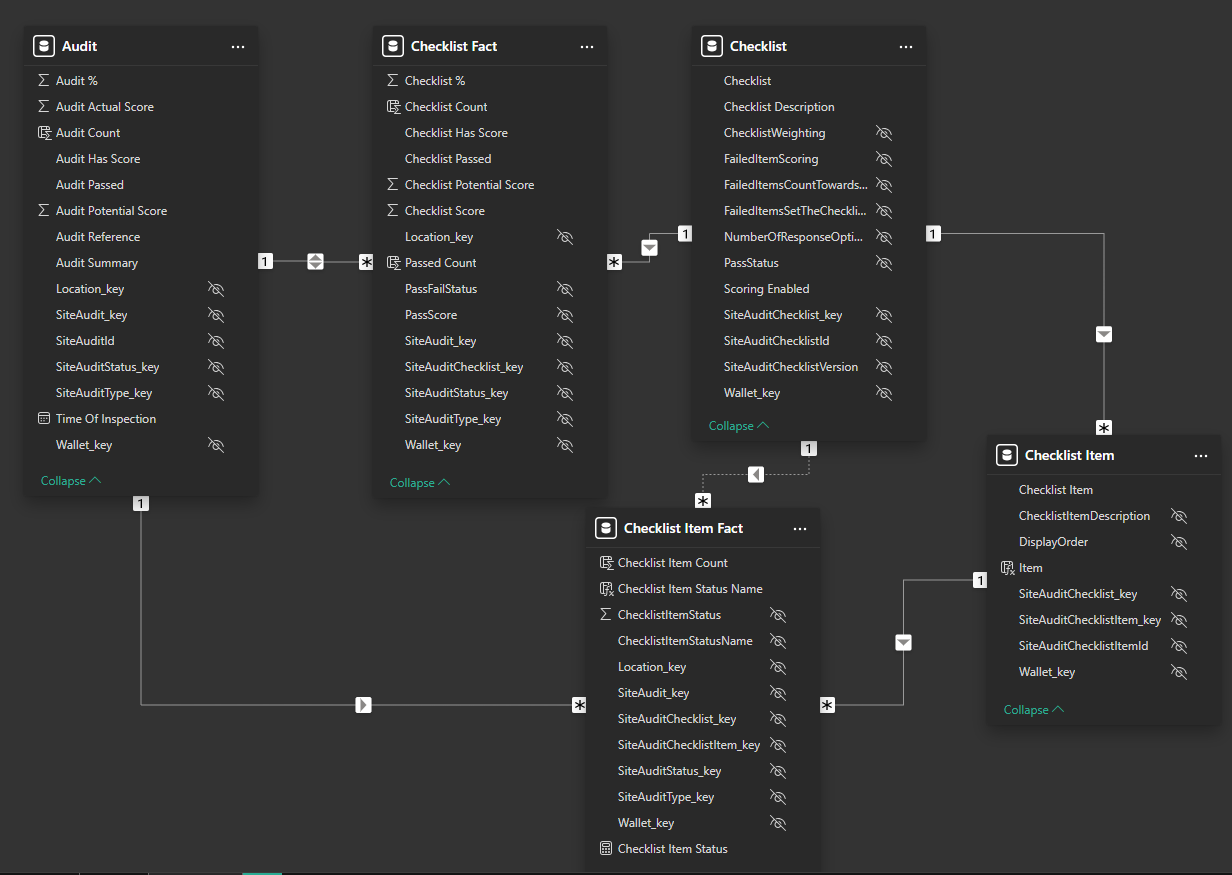 Audit
Audit %
Audit Actual Score
Audit Count
Audit Has Score
Audit Passed
Audit Potential Score
Audit Reference
Audit Summary
Location_key
SiteAudit_key
SiteAuditId
SiteAuditStatus_key
SiteAuditType_key
Time Of Inspection
Wallet_key
Collapse
1
*
1
Checklist Fact
Checklist %
Checklist Count
Checklist Has Score
Checklist Passed
Checklist Potential Score
Checklist Score
Location_key
Passed Count
PassFailStatus
PassScore
SiteAudit_key
SiteAuditChecklist_key
SiteAuditStatus_key
SiteAuditType_key
Wallet_key
Collapse
*
1
Checklist
Checklist
Checklist Description
ChecklistWeighting
FailedItemScoring
FailedItemsCountTowards...
FailedItemsSetTheCheckli...
NumberOfResponseOpti...
PassStatus
Scoring Enabled
SiteAuditChecklist_key
SiteAuditChecklistId
SiteAuditChecklistVersion
Wallet_key
Collapse
1
1
*
*
Checklist Item
Checklist Item
ChecklistItemDescription
DisplayOrder
Item
SiteAuditChecklist_key
SiteAuditChecklistItem_key
SiteAuditChecklistItemId
Wallet_key
Collapse
1
Checklist Item Fact
Checklist Item Count
Checklist Item Status Name
ChecklistItemStatus
ChecklistItemStatusName
Location_key
SiteAudit_key
SiteAuditChecklist_key
SiteAuditChecklistItem_key
SiteAuditStatus_key
SiteAuditType_key
Wallet_key
Checklist Item Status
*
*